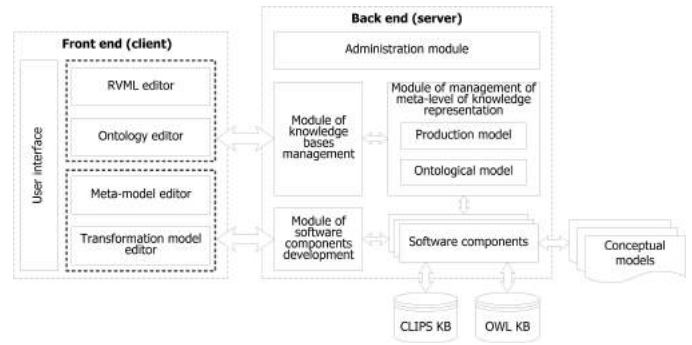 Back end (server)
Front end (client)
Administration module
User interface
RVML editor
Ontology editor
Meta-model editor
Transformation model
editor
Module of
knowledge
bases
management
Module of management of
meta-level of knowledge
representation
Production model
Ontological model
Module of
software
components
development
Software components
Conceptual
models
CLIPS KB
OWL KB